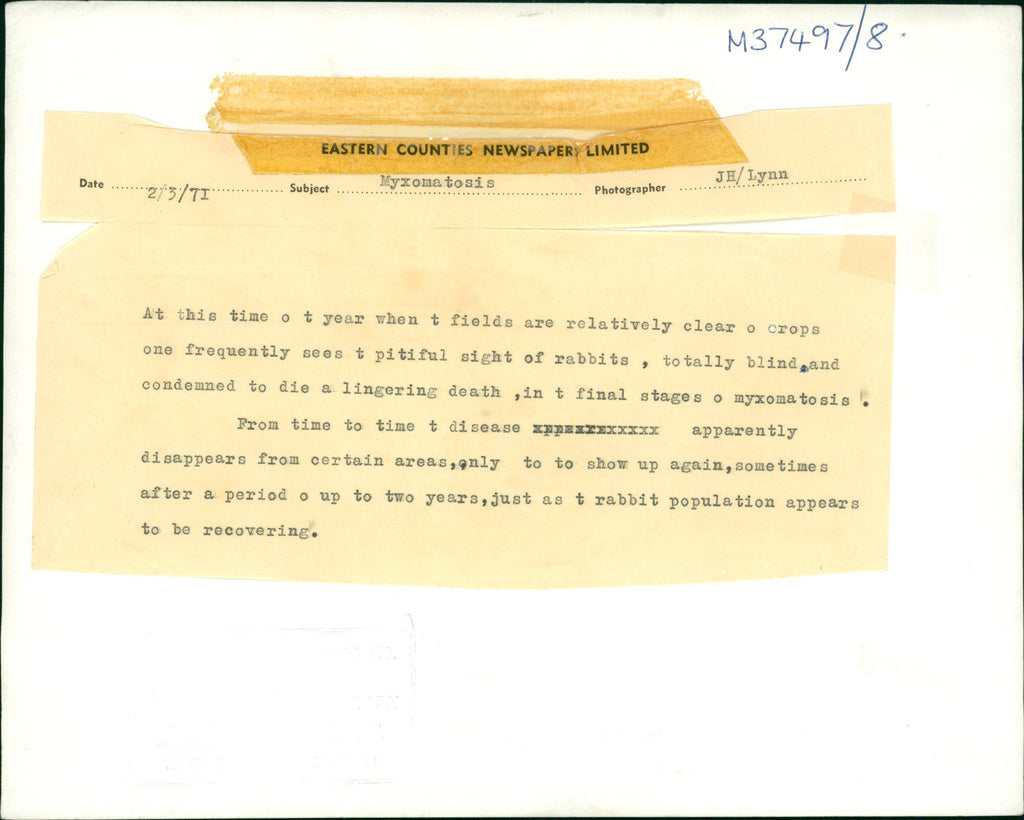 M37497/8.
EASTERN COUNTIES NEWSPAPERS LIMITED
Date 2/3/7I Subject Myxomatosis Photographer JH/Lynn
At this time o t year when t fields are relatively clear o crops
one frequently sees t pitiful sight of rabbits , totally blind,and
condemned to die a lingering death ,in t final stages o myxomatosis .
From time to time t disease xppxxrxxxxxx apparently
disappears from certain areas,only to to show up again,sometimes
after a period o up to two years,just as t rabbit population appears
to be recovering.